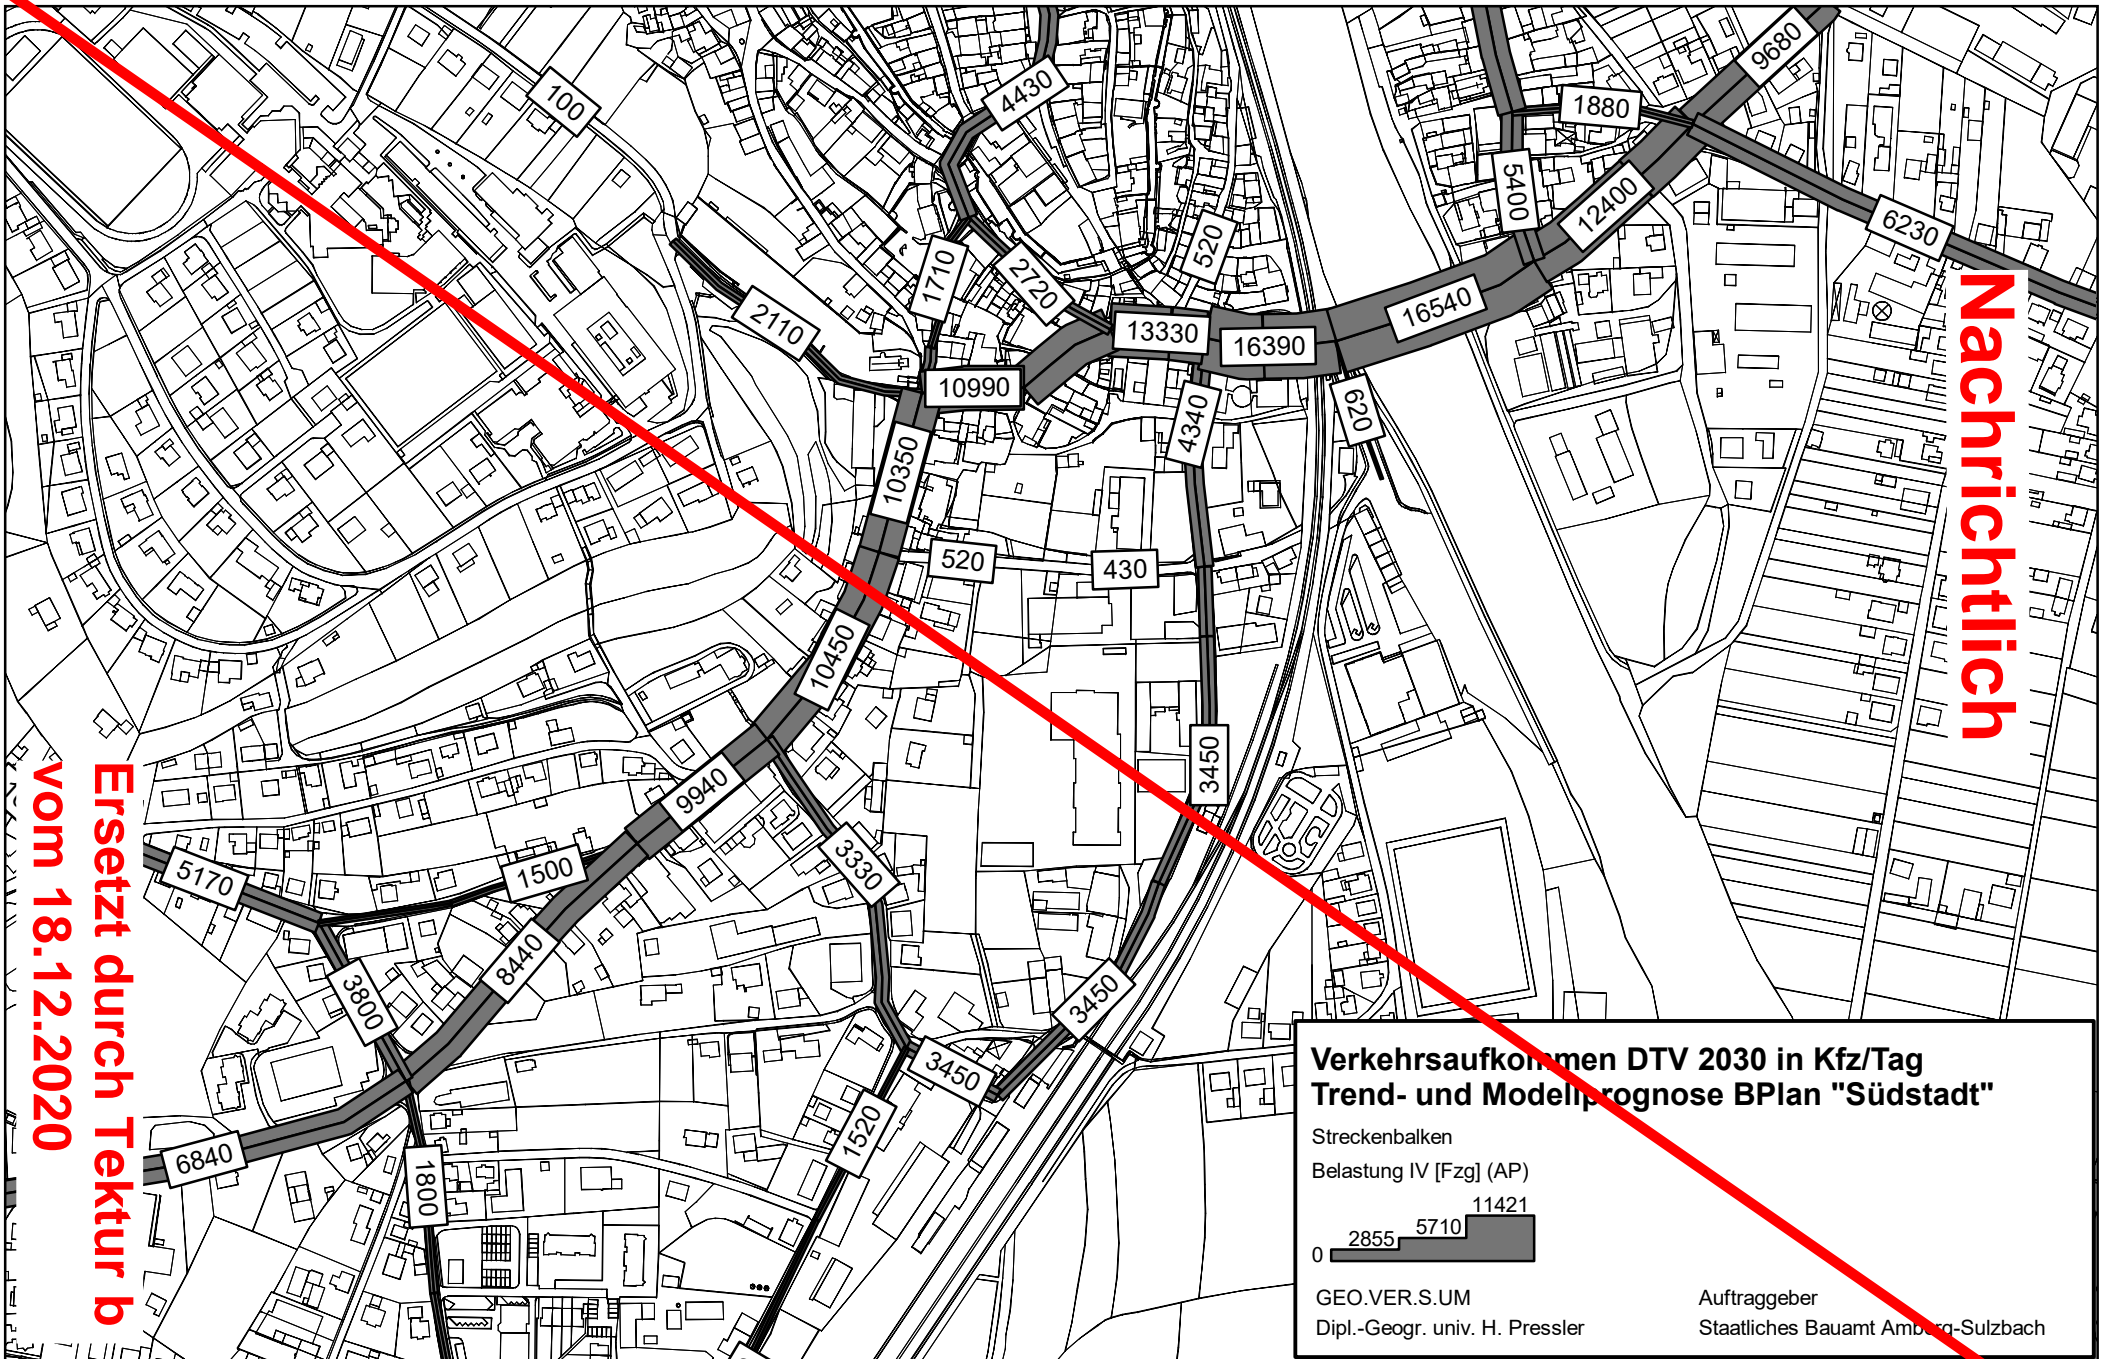 9680
4430
100
1880
5400
12400
6230
520
1710
2720
2110
16540
13330
16390
10990
620
4340
10350
520
430
10450
3450
9940
3330
5170
1500
8440
3800
3450
3450
1520
6840
1800
Nachrichtlich
Ersetzt durch Tektur b
vom 18.12.2020
Verkehrsaufkommen DTV 2030 in Kfz/Tag
Trend- und Modellprognose BPlan "Südstadt"
Streckenbalken
Belastung IV [Fzg] (AP)
0 2855 5710 11421
GEO.VER.S.UM
Dipl.-Geogr. univ. H. Pressler
Auftraggeber
Staatliches Bauamt Amberg-Sulzbach